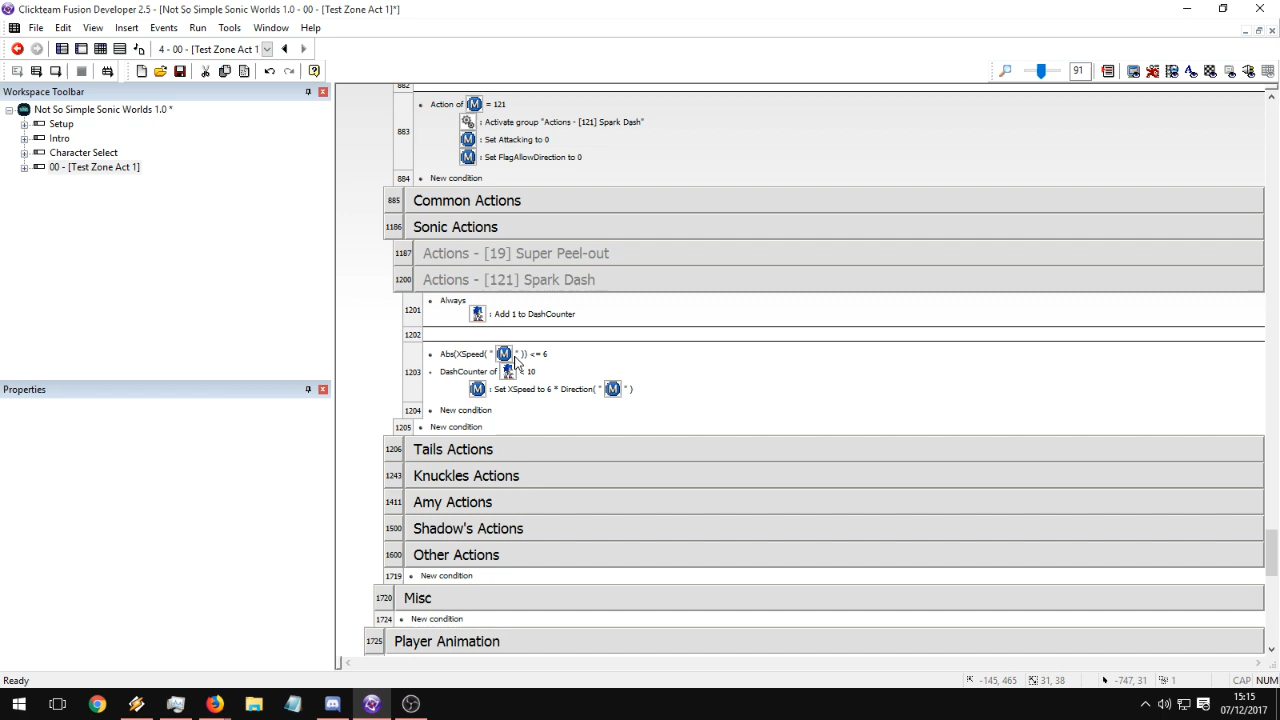 Clickteam Fusion Developer 2.5 - [Not So Simple Sonic Worlds 1.0 - 00 - [Test Zone Act 1]*]
File Edit View Insert Events Run Tools Window Help
4 - 00 - [Test Zone Act 1
91
Workspace Toolbar
Not So Simple Sonic Worlds 1.0 *
Setup
Intro
Character Select
00 - [Test Zone Act 1]
Properties
882
883
Action of = 121
: Activate group "Actions - [121] Spark Dash"
: Set Attacking to 0
: Set FlagAllowDirection to 0
884 New condition
885 Common Actions
1186 Sonic Actions
1187 Actions - [19] Super Peel-out
1200 Actions - [121] Spark Dash
1201
Always
: Add 1 to DashCounter
1202
1203
Abs(XSpeed( " " )) <= 6
DashCounter of < 10
: Set XSpeed to 6 * Direction( " " )
1204 New condition
1205 New condition
1206 Tails Actions
1243 Knuckles Actions
1411 Amy Actions
1500 Shadow's Actions
1600 Other Actions
1719 New condition
1720 Misc
1724 New condition
1725 Player Animation
Ready
-145, 465 31, 38 -747, 31 1 CAP NUM
15:15
07/12/2017